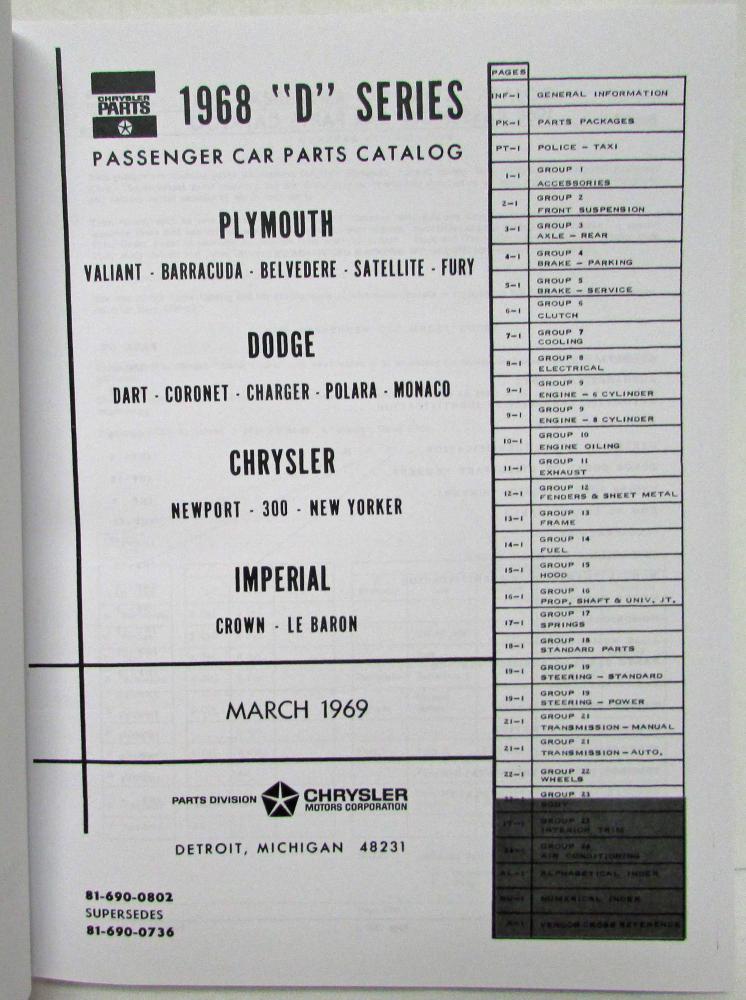 CHRYSLER
PARTS
1968 "D" SERIES
PASSENGER CAR PARTS CATALOG
PLYMOUTH
VALIANT - BARRACUDA - BELVEDERE - SATELLITE - FURY
DODGE
DART - CORONET - CHARGER - POLARA - MONACO
CHRYSLER
NEWPORT - 300 - NEW YORKER
IMPERIAL
CROWN - LE BARON
MARCH 1969
PARTS DIVISION CHRYSLER
MOTORS CORPORATION
DETROIT, MICHIGAN 48231
81-690-0802
SUPERSEDES
81-690-0736
PAGES
INF-1 GENERAL INFORMATION
PK-1 PARTS PACKAGES
PT-1 POLICE - TAXI
1-1 GROUP 1
ACCESSORIES
2-1 GROUP 2
FRONT SUSPENSION
3-1 GROUP 3
AXLE - REAR
4-1 GROUP 4
BRAKE - PARKING
5-1 GROUP 5
BRAKE - SERVICE
6-1 GROUP 6
CLUTCH
7-1 GROUP 7
COOLING
8-1 GROUP 8
ELECTRICAL
9-1 GROUP 9
ENGINE - 6 CYLINDER
9-1 GROUP 9
ENGINE - 8 CYLINDER
10-1 GROUP 10
ENGINE OILING
11-1 GROUP 11
EXHAUST
12-1 GROUP 12
FENDERS & SHEET METAL
13-1 GROUP 13
FRAME
14-1 GROUP 14
FUEL
15-1 GROUP 15
HOOD
16-1 GROUP 16
PROP. SHAFT & UNIV. JT.
17-1 GROUP 17
SPRINGS
18-1 GROUP 18
STANDARD PARTS
19-1 GROUP 19
STEERING - STANDARD
19-1 GROUP 19
STEERING - POWER
21-1 GROUP 21
TRANSMISSION - MANUAL
21-1 GROUP 21
TRANSMISSION - AUTO.
22-1 GROUP 22
WHEELS
GROUP 23
BODY
GROUP 23
INTERIOR TRIM
GROUP 24
AIR CONDITIONING
AL-1 ALPHABETICAL INDEX
NUMERICAL INDEX
VENDOR CROSS REFERENCE